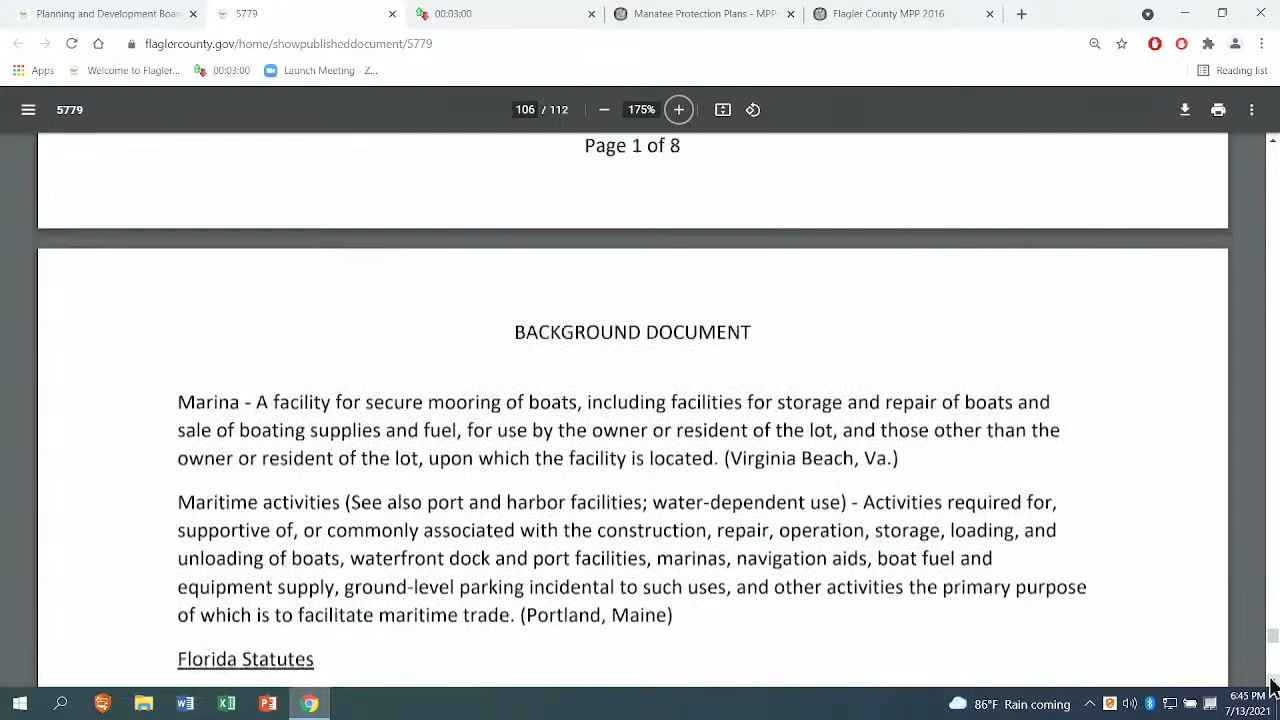 Planning and Development Boar
5779
00:03:00
Manatee Protection Plans - MPPs
Flagler County MPP 2016
flaglercounty.gov/home/showpublisheddocument/5779
Apps
Welcome to Flagler...
00:03:00
Launch Meeting - Z...
Reading list
5779
106 / 112
175%
Page 1 of 8
BACKGROUND DOCUMENT
Marina - A facility for secure mooring of boats, including facilities for storage and repair of boats and
sale of boating supplies and fuel, for use by the owner or resident of the lot, and those other than the
owner or resident of the lot, upon which the facility is located. (Virginia Beach, Va.)
Maritime activities (See also port and harbor facilities; water-dependent use) - Activities required for,
supportive of, or commonly associated with the construction, repair, operation, storage, loading, and
unloading of boats, waterfront dock and port facilities, marinas, navigation aids, boat fuel and
equipment supply, ground-level parking incidental to such uses, and other activities the primary purpose
of which is to facilitate maritime trade. (Portland, Maine)
Florida Statutes
86°F Rain coming
6:45 PM
7/13/2021